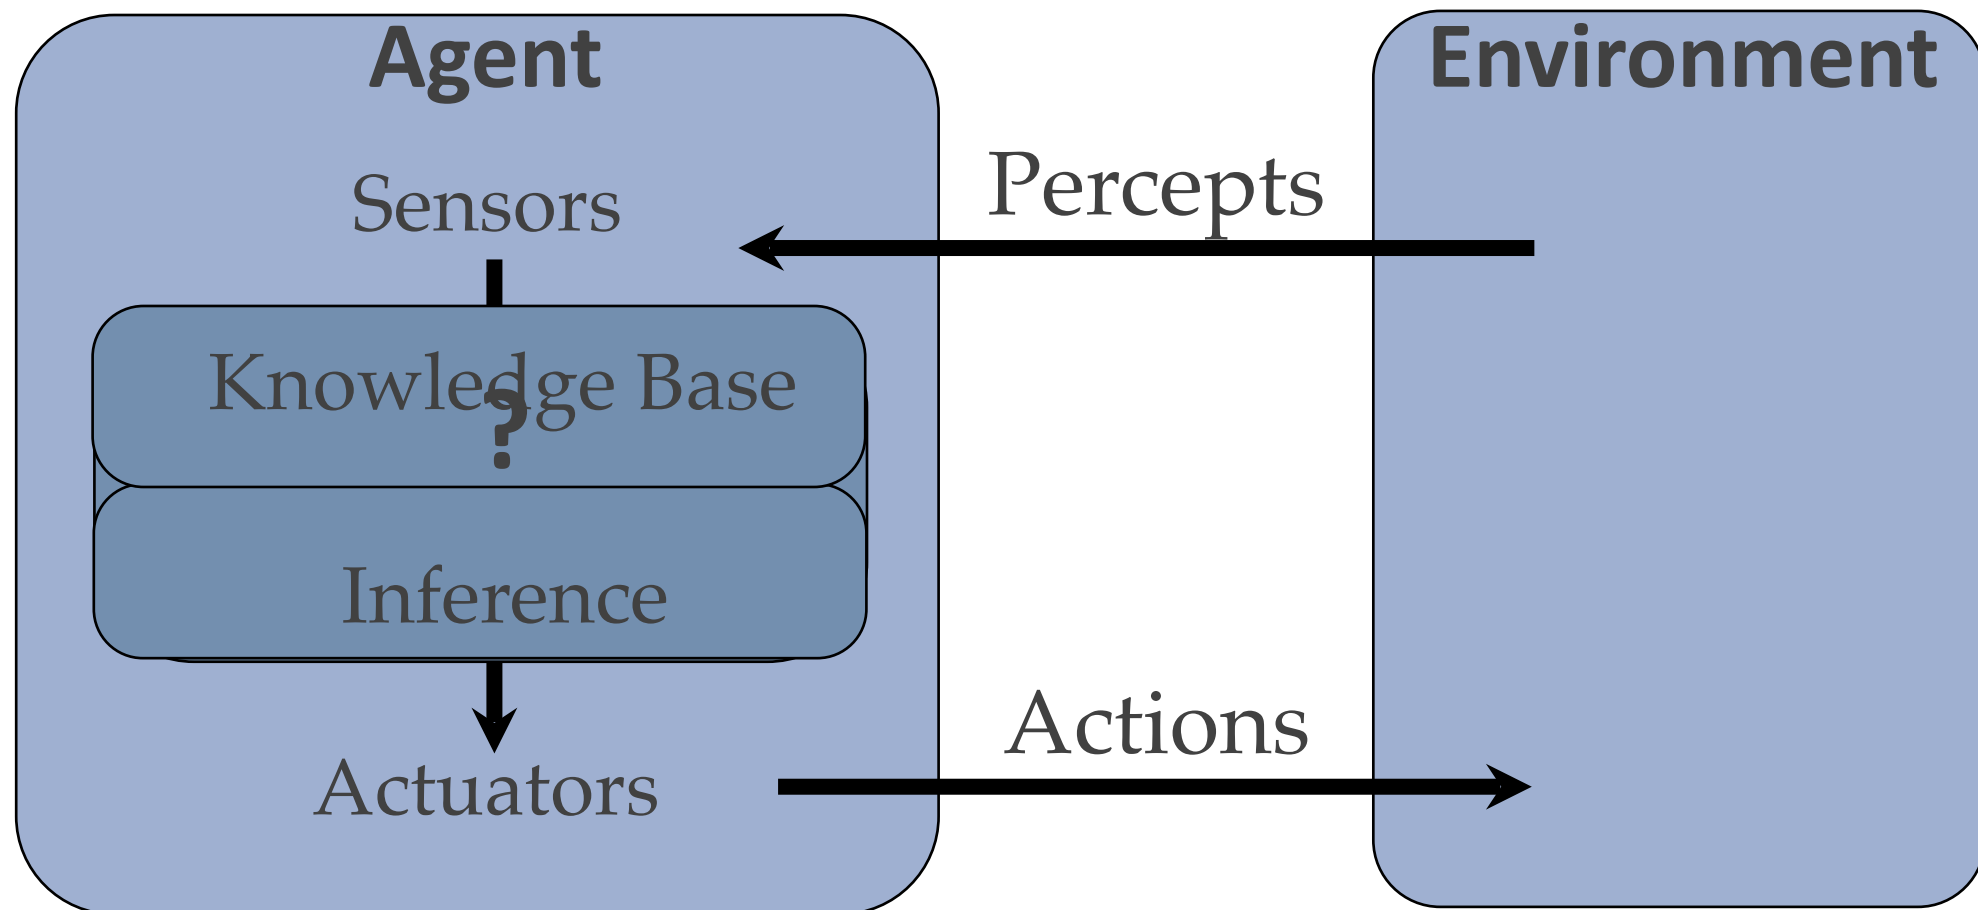 Agent
Environment
Percepts
Sensors
Knowledge Base
?
Inference
Actions
Actuators